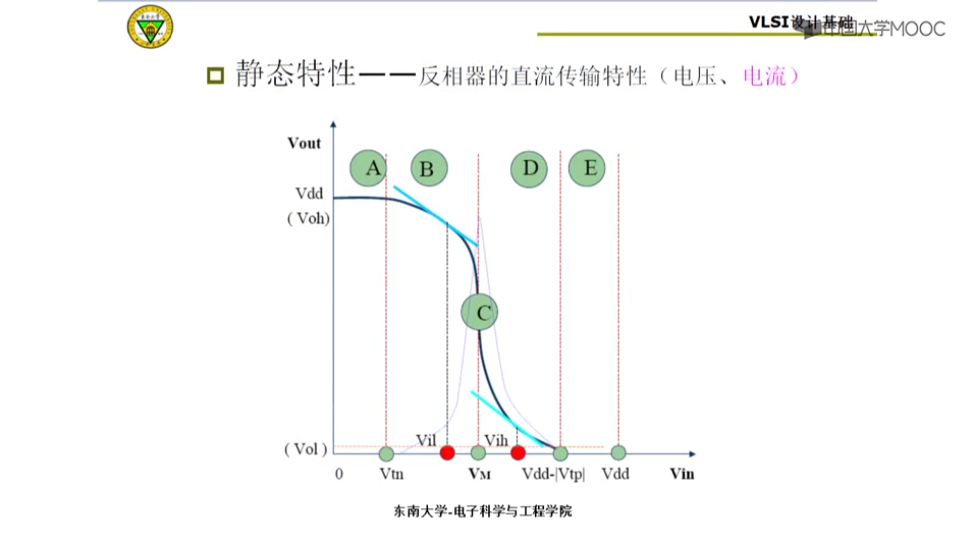 VLSI设计基础
中国大学MOOC
静态特性——反相器的直流传输特性（电压、电流）
Vout
A B D E
Vdd
(Voh)
C
(Vol)
Vil Vih
0 Vtn VM Vdd-|Vtp| Vdd Vin
东南大学-电子科学与工程学院